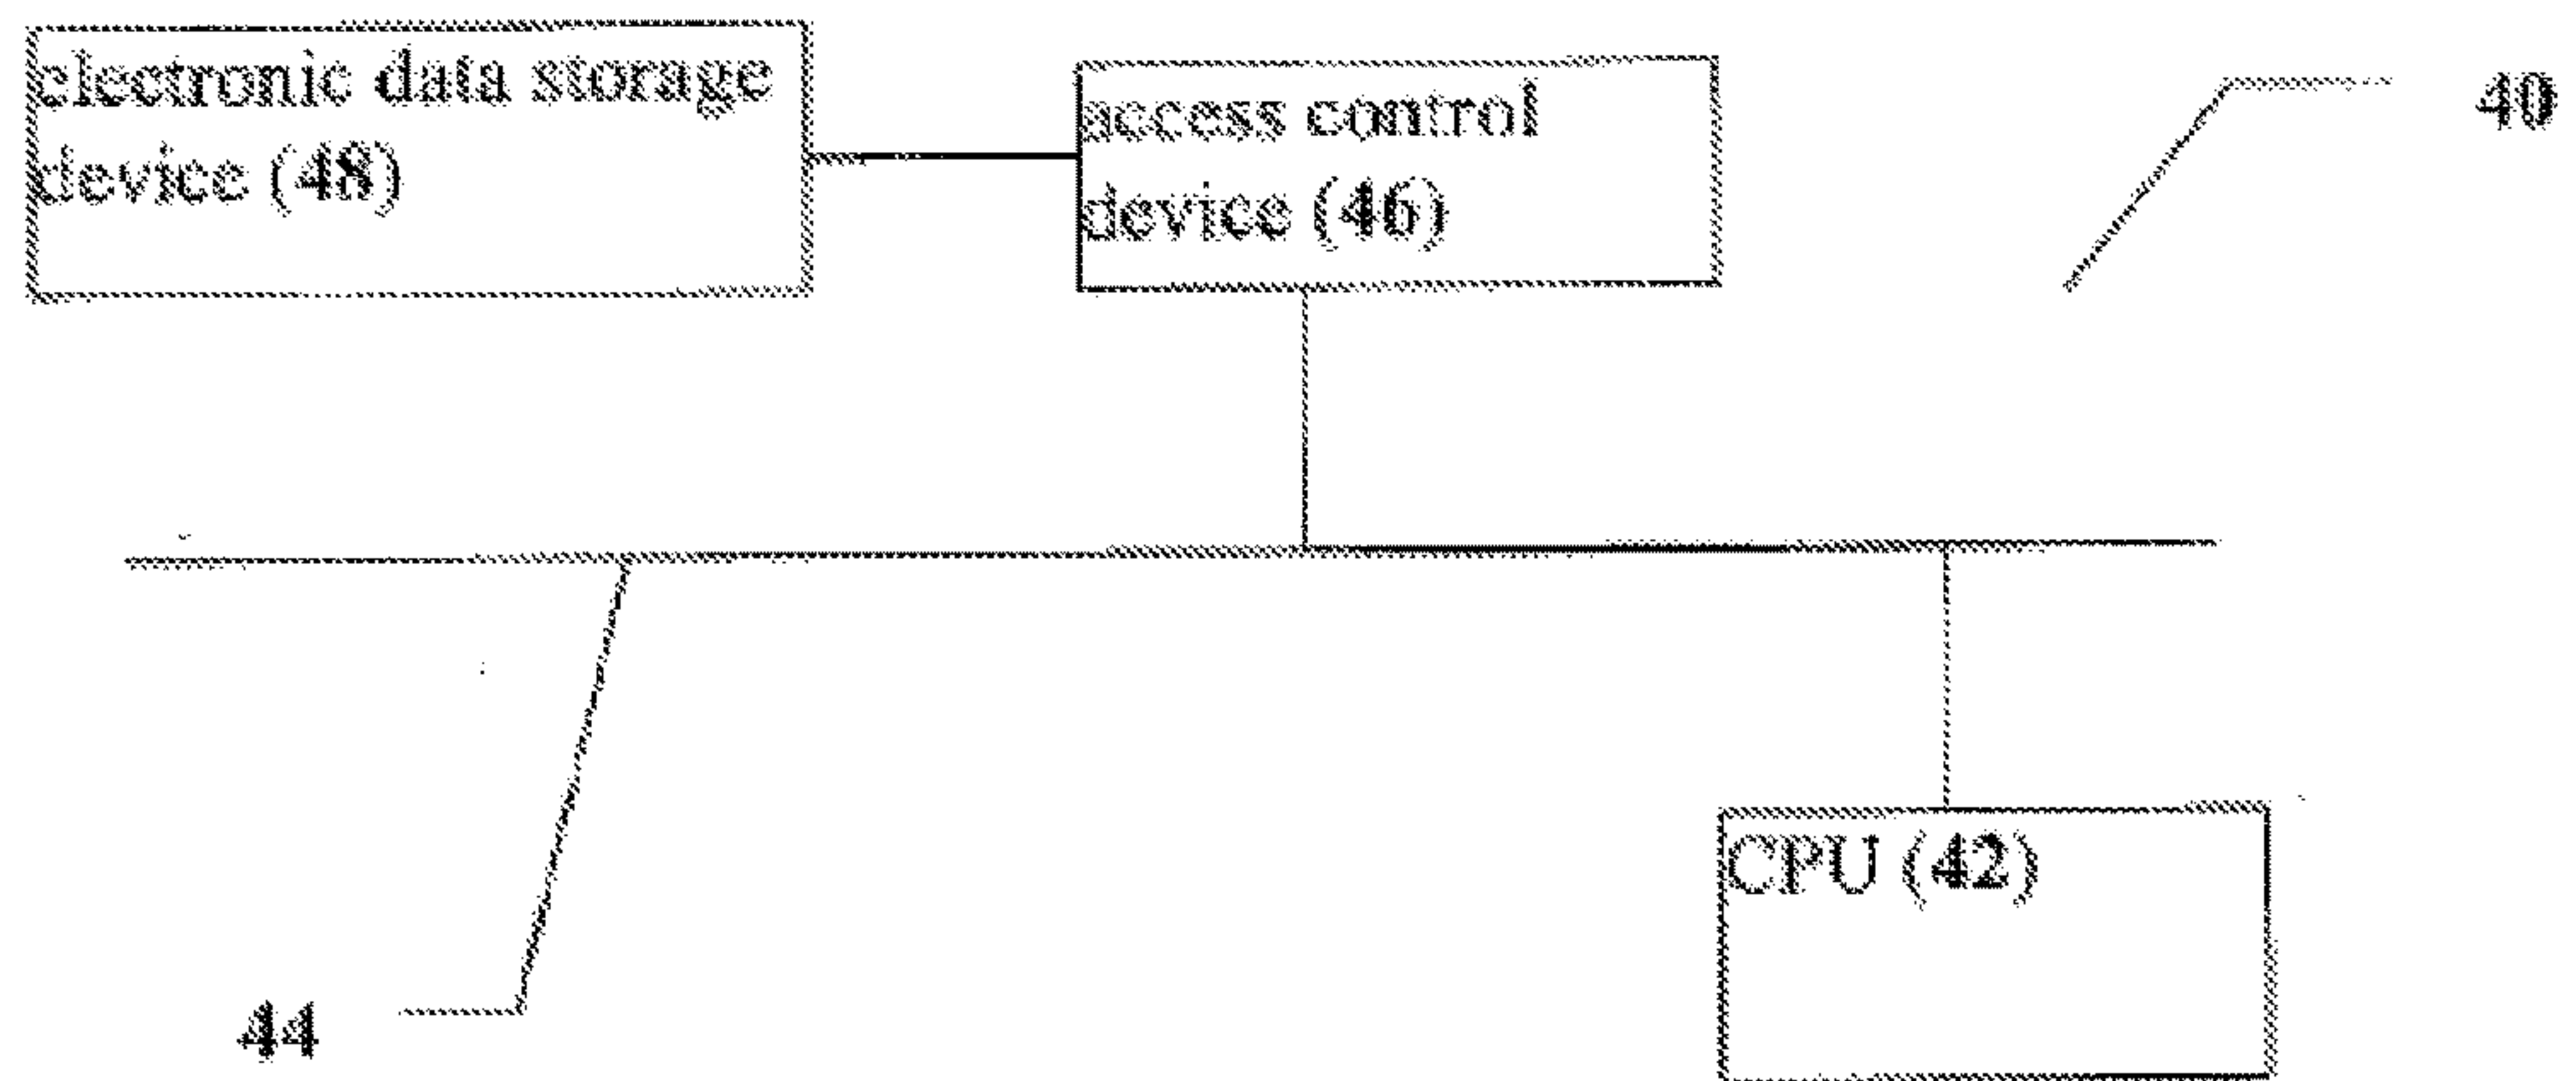 electronic data storage
device (48)
access control
device (46)
40
CPU (42)
44